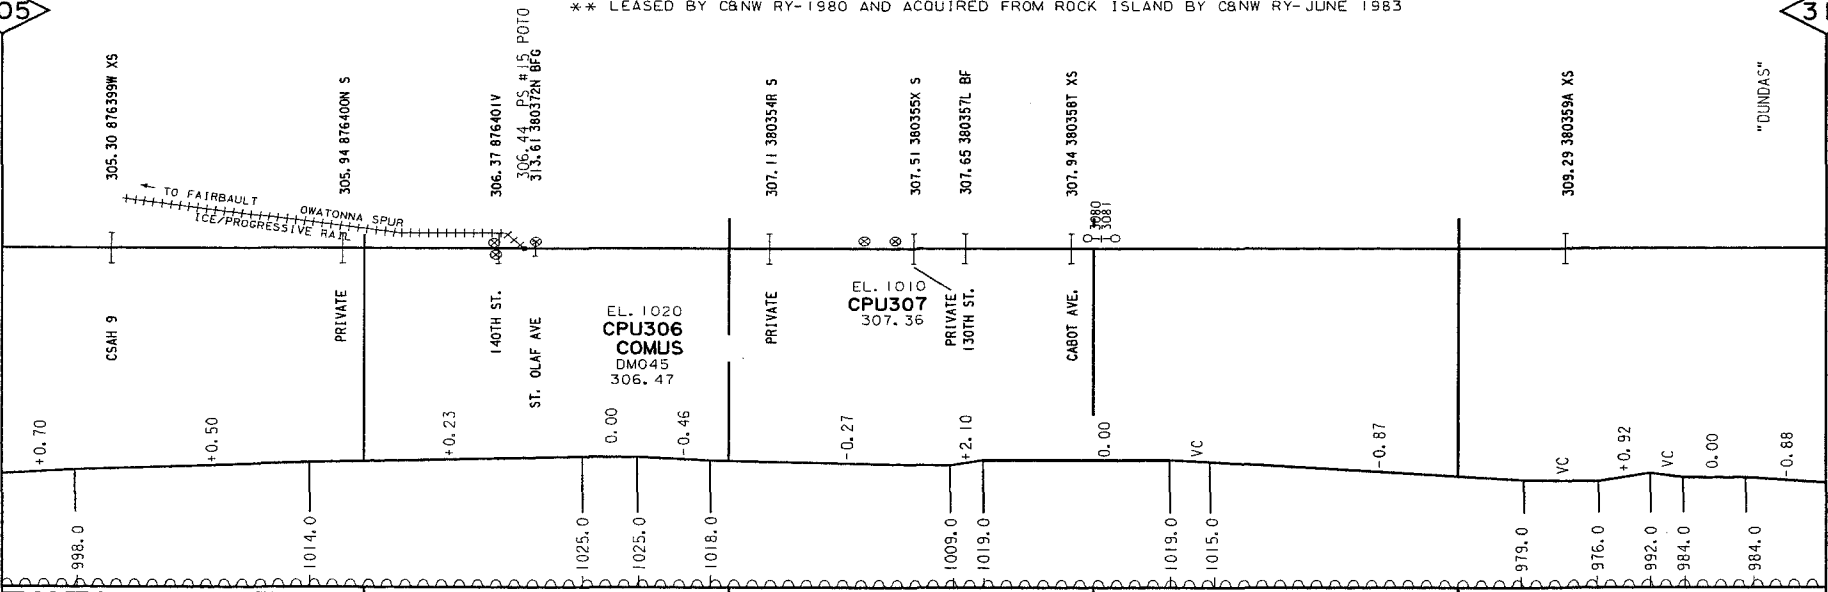 05
** LEASED BY C&NW RY-1980 AND ACQUIRED FROM ROCK ISLAND BY C&NW RY-JUNE 1983
305.30 876399W XS
305.94 876400N S
306.37 876401V
306.44 PS #15 POTO
313.61 380372N BFG
307.11 380354R S
307.51 380355X S
307.65 380357L BF
307.94 380358T XS
309.29 380359A XS
"DUNDAS"
TO FAIRBAULT
OWATONNA SPUR
ICE/PROGRESSIVE RAIL
3080
3081
CSAH 9
PRIVATE
140TH ST.
ST. OLAF AVE
EL. 1020
CPU306
COMUS
DM045
306.47
PRIVATE
EL. 1010
CPU307
307.36
PRIVATE
130TH ST.
CABOT AVE.
+0.70
+0.50
+0.23
0.00
-0.46
-0.27
+2.10
0.00
VC
-0.87
VC
+0.92
VC
0.00
-0.88
998.0
1014.0
1025.0
1025.0
1018.0
1009.0
1019.0
1019.0
1015.0
979.0
976.0
992.0
984.0
984.0